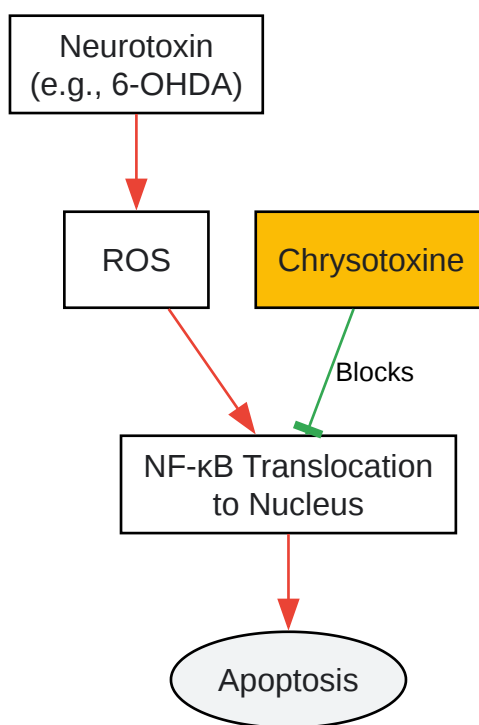 Neurotoxin
(e.g., 6-OHDA)
ROS
Chrysotoxine
Blocks
NF-κB Translocation
to Nucleus
Apoptosis